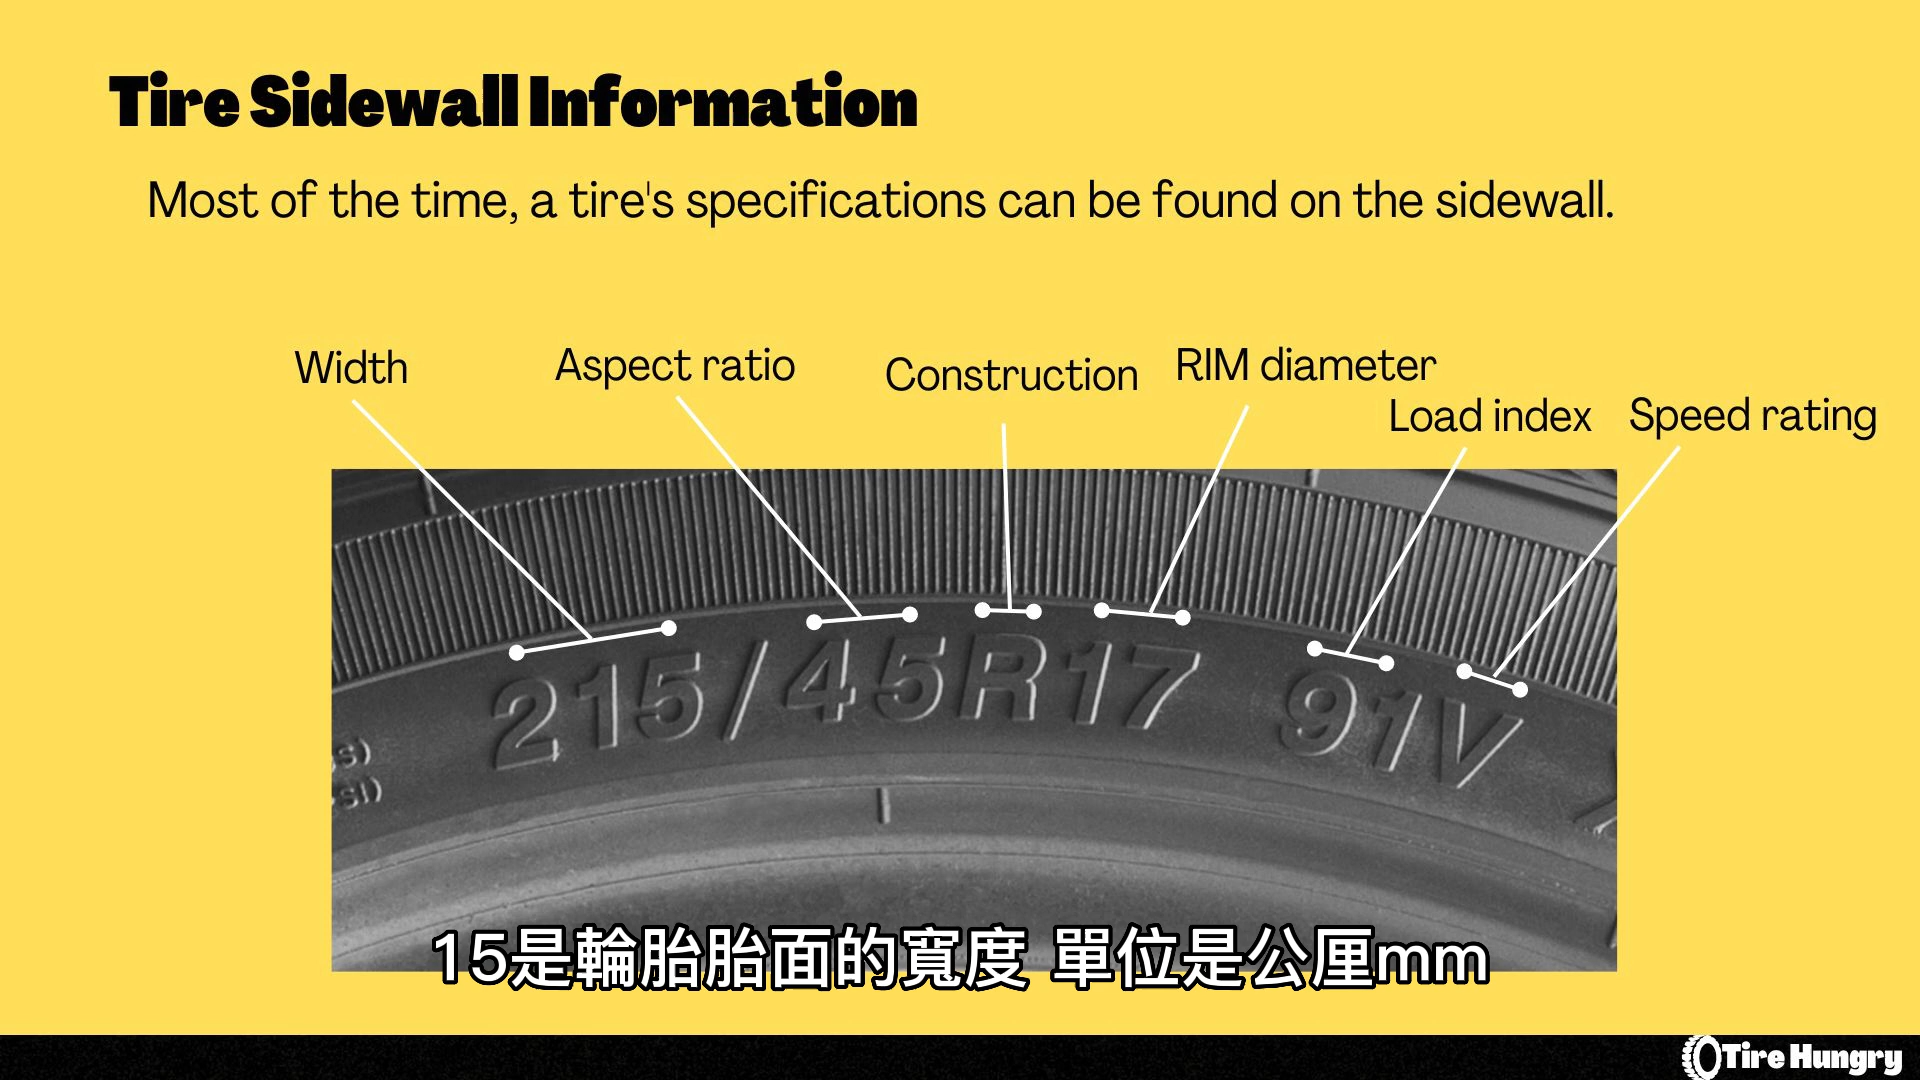 Tire Sidewall Information
Most of the time, a tire's specifications can be found on the sidewall.
Width
Aspect ratio
Construction
RIM diameter
Load index
Speed rating
215/45R17 91V
s)
si)
15是輪胎胎面的寬度 單位是公厘mm
Tire Hungry